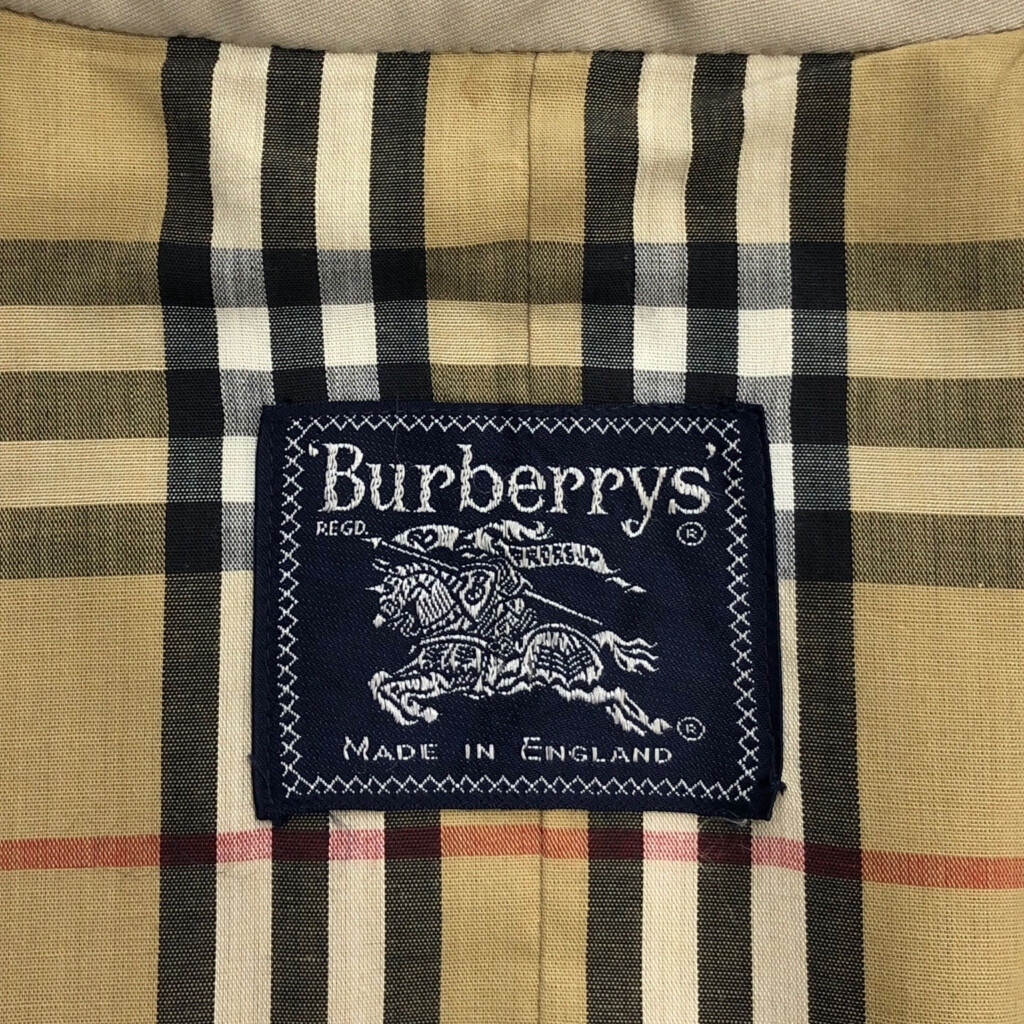 'Burberrys'
REGD. ®
®
MADE IN ENGLAND